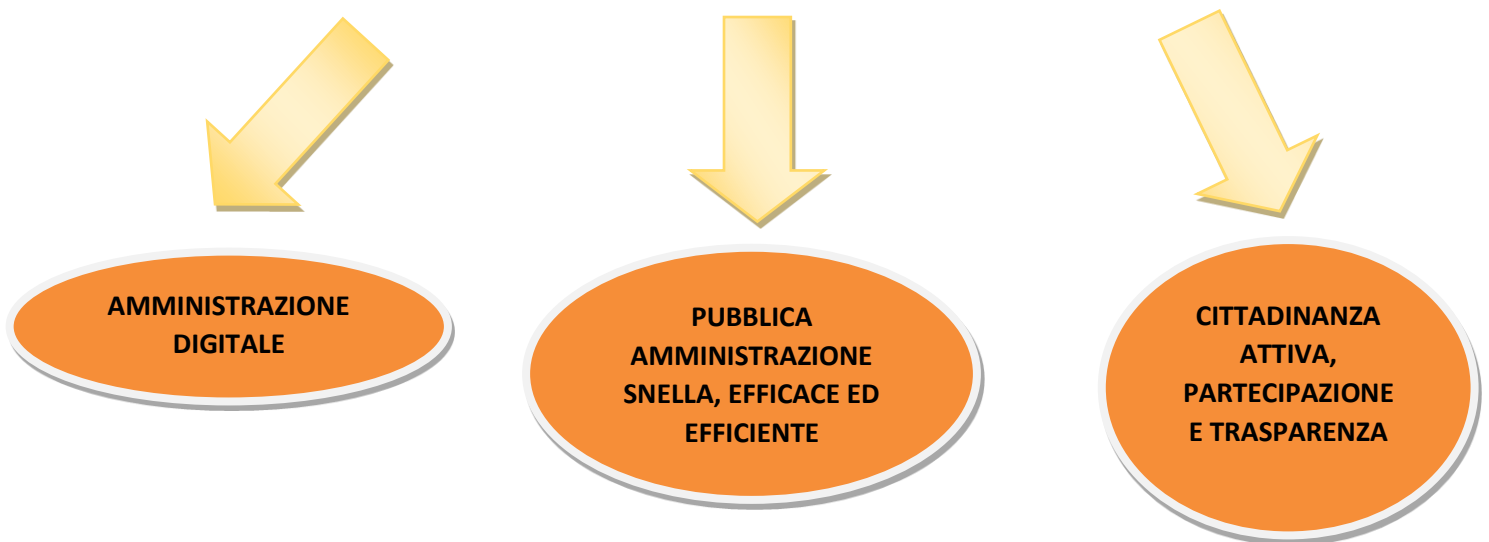 AMMINISTRAZIONE
DIGITALE
PUBBLICA
AMMINISTRAZIONE
SNELLA, EFFICACE ED
EFFICIENTE
CITTADINANZA
ATTIVA,
PARTECIPAZIONE
E TRASPARENZA